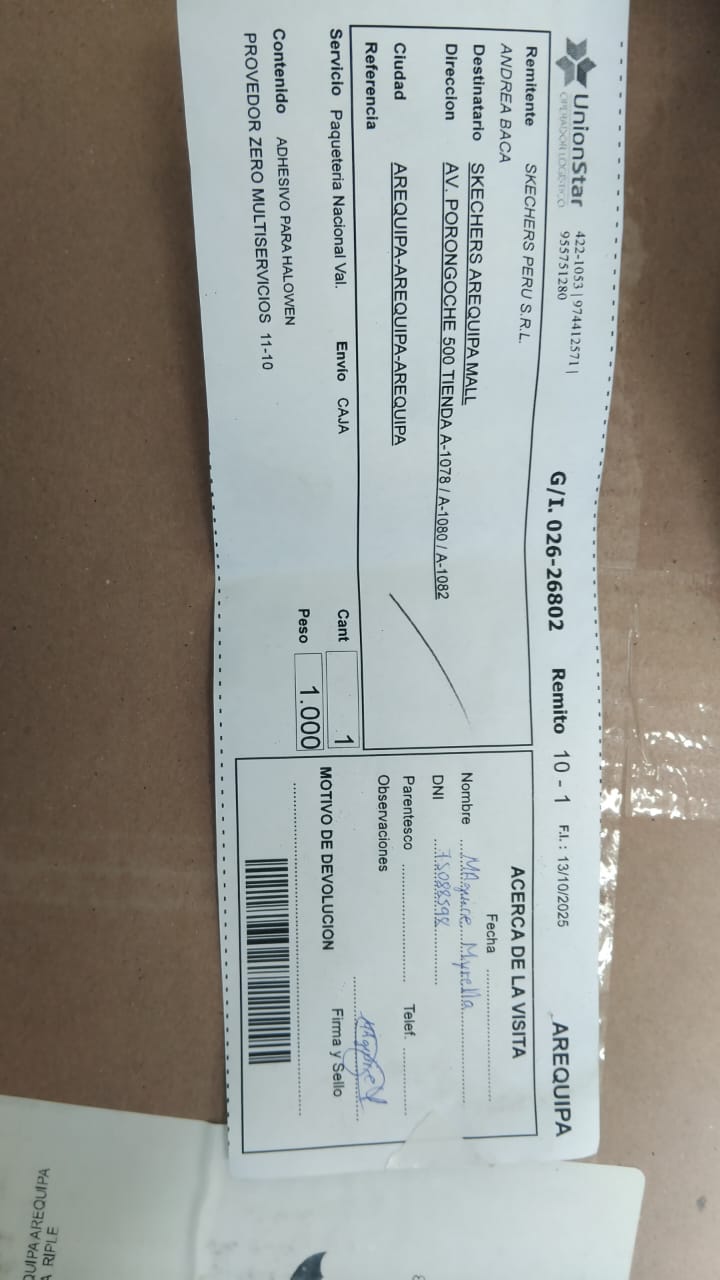 UnionStar
OPERADOR LOGISTICO
422-1053 | 974412571 |
955751280
G/I. 026-26802
Remito 10 - 1
F.I. : 13/10/2025
AREQUIPA
Remitente SKECHERS PERU S.R.L.
ANDREA BACA
Destinatario SKECHERS AREQUIPA MALL
Direccion AV. PORONGOCHE 500 TIENDA A-1078 / A-1080 / A-1082
Ciudad AREQUIPA-AREQUIPA-AREQUIPA
Referencia
Servicio Paqueteria Nacional Val. Envio CAJA Cant 1
Contenido ADHESIVO PARA HALOWEN Peso 1.000
PROVEDOR ZERO MULTISERVICIOS 11-10
ACERCA DE LA VISITA
Fecha
Nombre Myrella
DNI 75088598
Parentesco Telef.
Observaciones
Firma y Sello
MOTIVO DE DEVOLUCION
UIPA AREQUIPA
A RIPLE